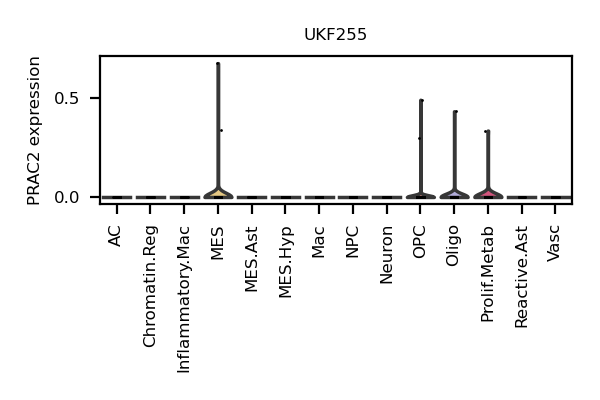 UKF255
PRAC2 expression
0.5
0.0
AC
Chromatin.Reg
Inflammatory.Mac
MES
MES.Ast
MES.Hyp
Mac
NPC
Neuron
OPC
Oligo
Prolif.Metab
Reactive.Ast
Vasc